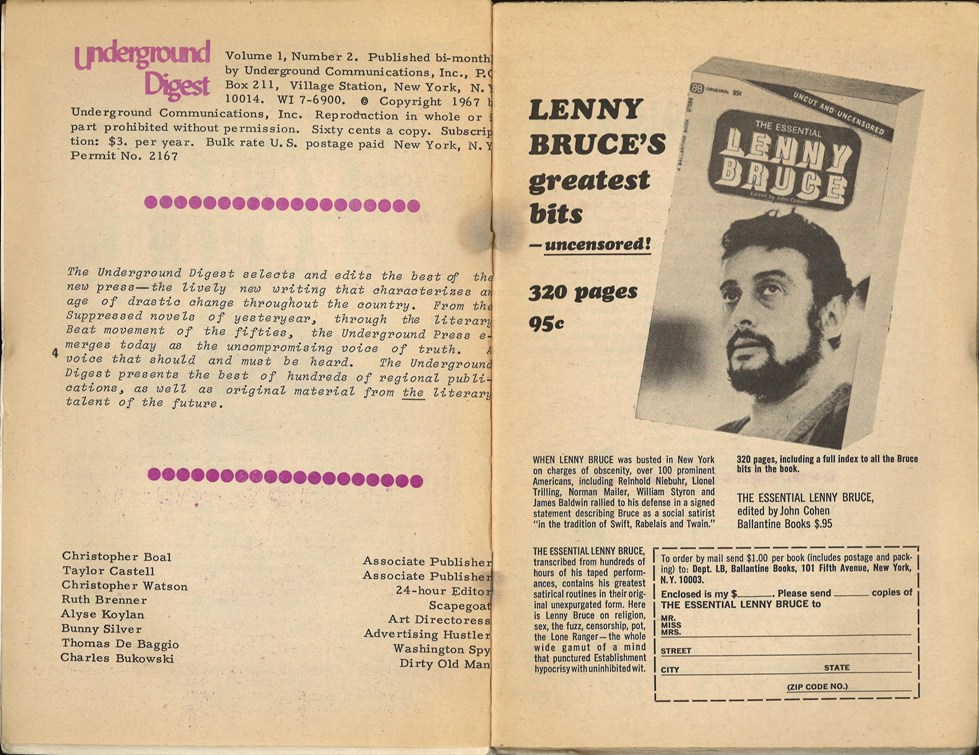 underground
Digest
Volume 1, Number 2. Published bi-month
by Underground Communications, Inc., P.O
Box 211, Village Station, New York, N.Y
10014. WI 7-6900. © Copyright 1967 b
Underground Communications, Inc. Reproduction in whole or i
part prohibited without permission. Sixty cents a copy. Subscrip
tion: $3. per year. Bulk rate U.S. postage paid New York, N.Y
Permit No. 2167
The Underground Digest selects and edits the best of the
new press—the lively new writing that characterizes an
age of drastic change throughout the country. From the
Suppressed novels of yesteryear, through the literary
Beat movement of the fifties, the Underground Press e-
merges today as the uncompromising voice of truth. A
voice that should and must be heard. The Underground
Digest presents the best of hundreds of regional publi-
cations, as well as original material from the literary
talent of the future.
4
Christopher Boal Associate Publisher
Taylor Castell Associate Publisher
Christopher Watson 24-hour Editor
Ruth Brenner Scapegoat
Alyse Koylan Art Directoress
Bunny Silver Advertising Hustler
Thomas De Baggio Washington Spy
Charles Bukowski Dirty Old Man
LENNY
BRUCE'S
greatest
bits
—uncensored!
320 pages
95c
BB ORIGINAL 95¢
UNCUT AND UNCENSORED
THE ESSENTIAL
LENNY
BRUCE
Edited by John Cohen
WHEN LENNY BRUCE was busted in New York
on charges of obscenity, over 100 prominent
Americans, including Reinhold Niebuhr, Lionel
Trilling, Norman Mailer, William Styron and
James Baldwin rallied to his defense in a signed
statement describing Bruce as a social satirist
"in the tradition of Swift, Rabelais and Twain."
320 pages, including a full index to all the Bruce
bits in the book.
THE ESSENTIAL LENNY BRUCE,
edited by John Cohen
Ballantine Books $.95
THE ESSENTIAL LENNY BRUCE,
transcribed from hundreds of
hours of his taped perform-
ances, contains his greatest
satirical routines in their orig-
inal unexpurgated form. Here
is Lenny Bruce on religion,
sex, the fuzz, censorship, pot,
the Lone Ranger—the whole
wide gamut of a mind
that punctured Establishment
hypocrisy with uninhibited wit.
To order by mail send $1.00 per book (includes postage and pack-
ing) to: Dept. LB, Ballantine Books, 101 Fifth Avenue, New York,
N.Y. 10003.
Enclosed is my $______. Please send ______ copies of
THE ESSENTIAL LENNY BRUCE to
MR.
MISS
MRS.
STREET
CITY STATE
(ZIP CODE NO.)